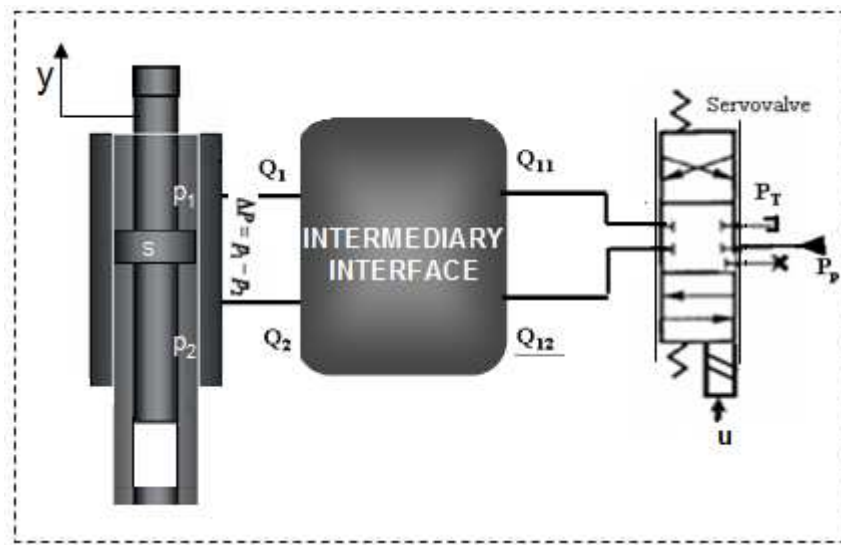 y
p1
S
p2
ΔP = p1 - p2
Q1
Q2
INTERMEDIARY
INTERFACE
Q11
Q12
Servovalve
PT
Pp
u